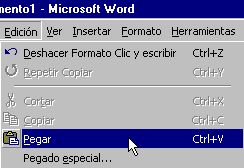 mento1 - Microsoft Word
Edición Ver Insertar Formato Herramientas
Deshacer Formato Clic y escribir Ctrl+Z
Repetir Copiar Ctrl+Y
Cortar Ctrl+X
Copiar Ctrl+C
Pegar Ctrl+V
Pegado especial...